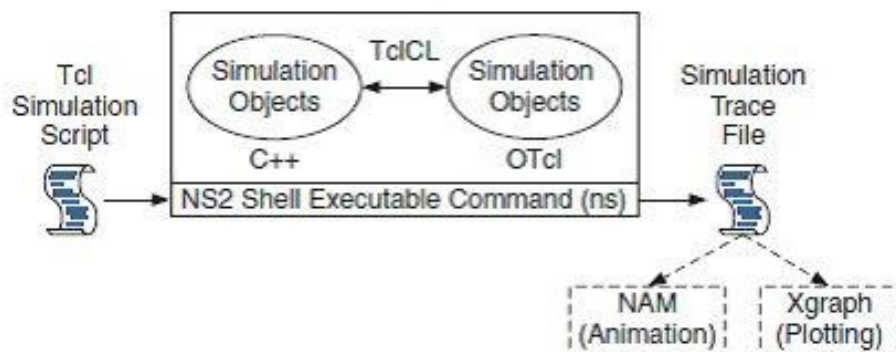 Tcl
Simulation
Script
Simulation
Objects
C++
TclCL
Simulation
Objects
OTcl
NS2 Shell Executable Command (ns)
Simulation
Trace
File
NAM
(Animation)
Xgraph
(Plotting)